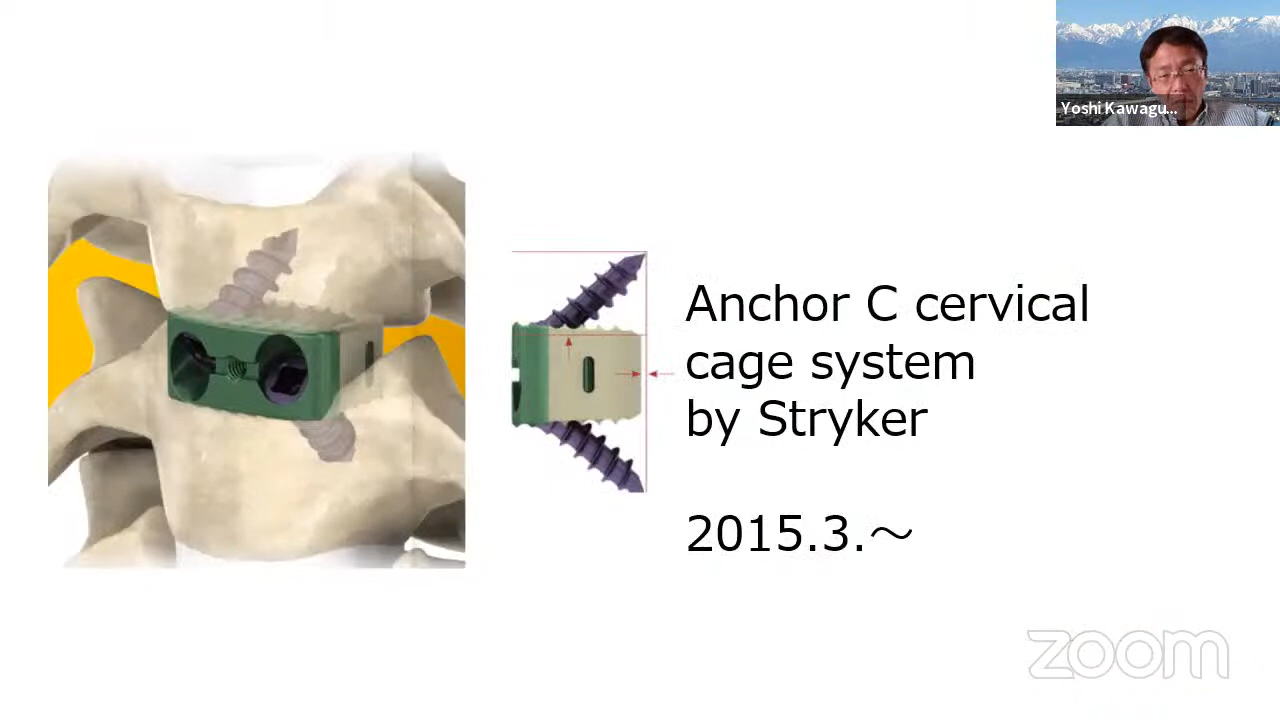 Yoshi Kawagu...
Anchor C cervical
cage system
by Stryker
2015.3.～
zoom